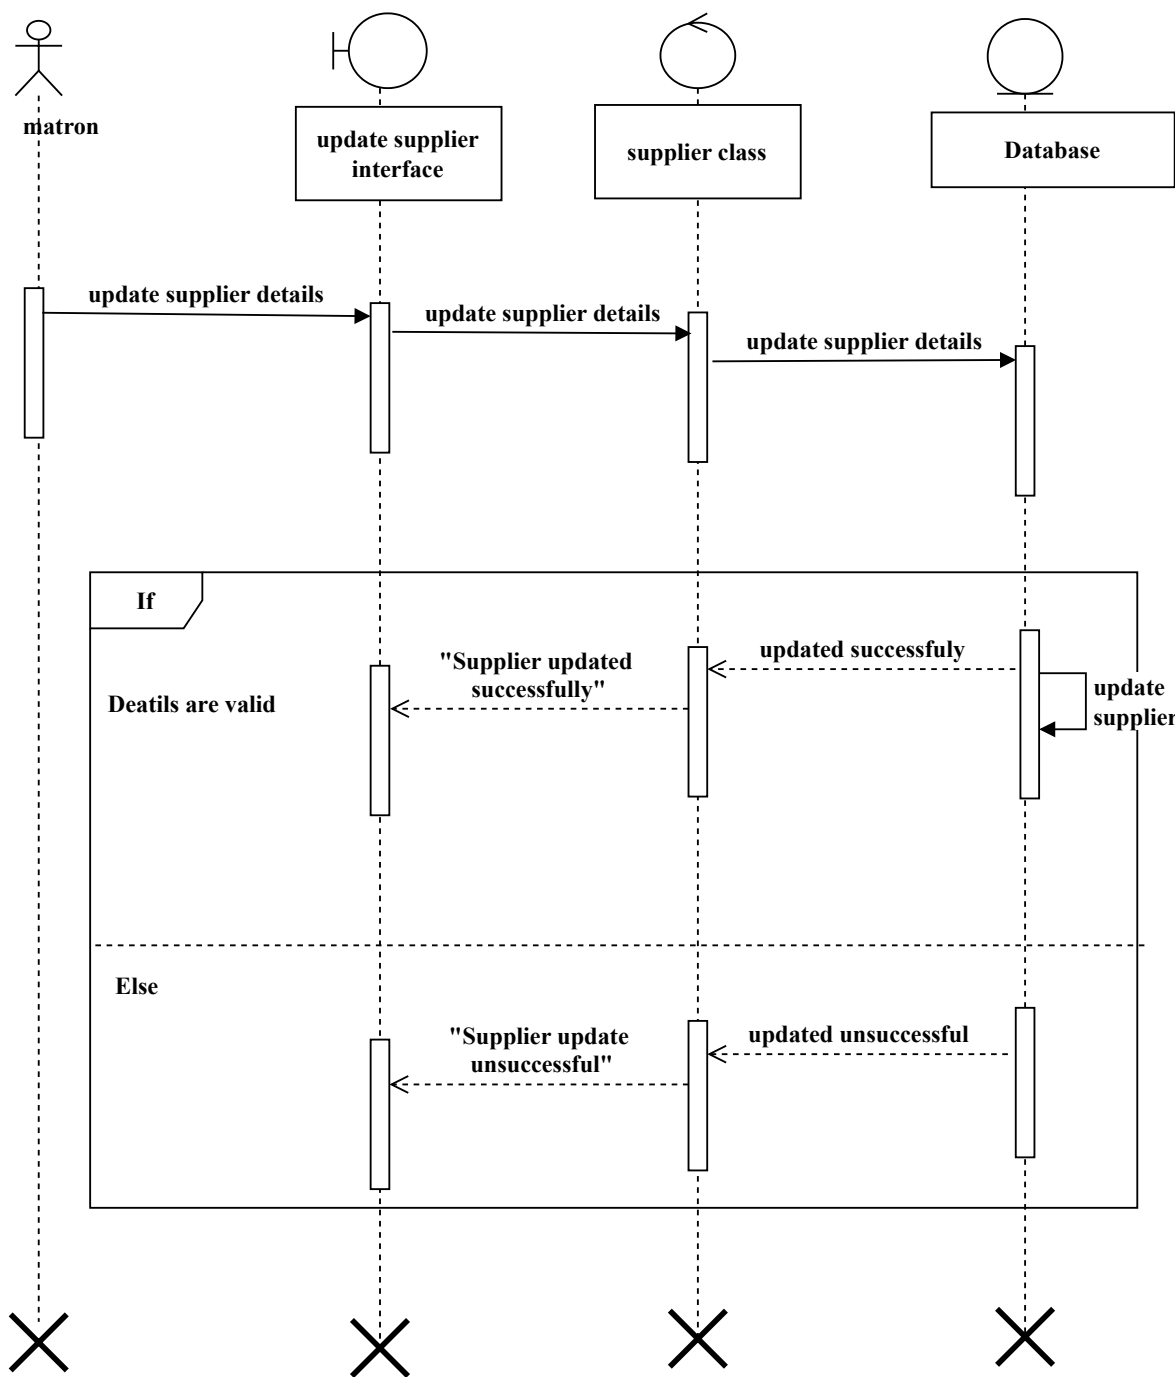 matron
update supplier
interface
supplier class
Database
update supplier details
update supplier details
update supplier details
If
Deatils are valid
"Supplier updated
successfully"
updated successfuly
update
supplier
Else
"Supplier update
unsuccessful"
updated unsuccessful